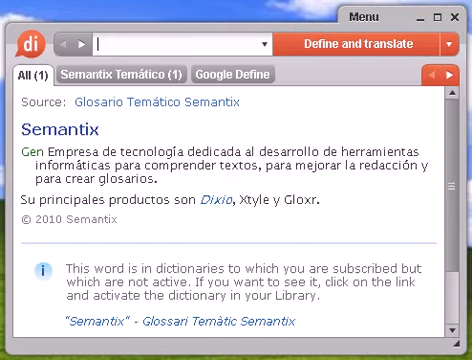 Menu
di
Define and translate
All (1) Semantix Temático (1) Google Define
Source: Glosario Temático Semantix
Semantix
Gen Empresa de tecnología dedicada al desarrollo de herramientas
informáticas para comprender textos, para mejorar la redacción y
para crear glosarios.
Su principales productos son Dixio, Xtyle y Gloxr.
© 2010 Semantix
i
This word is in dictionaries to which you are subscribed but
which are not active. If you want to see it, click on the link
and activate the dictionary in your Library.
"Semantix" - Glossari Temàtic Semantix